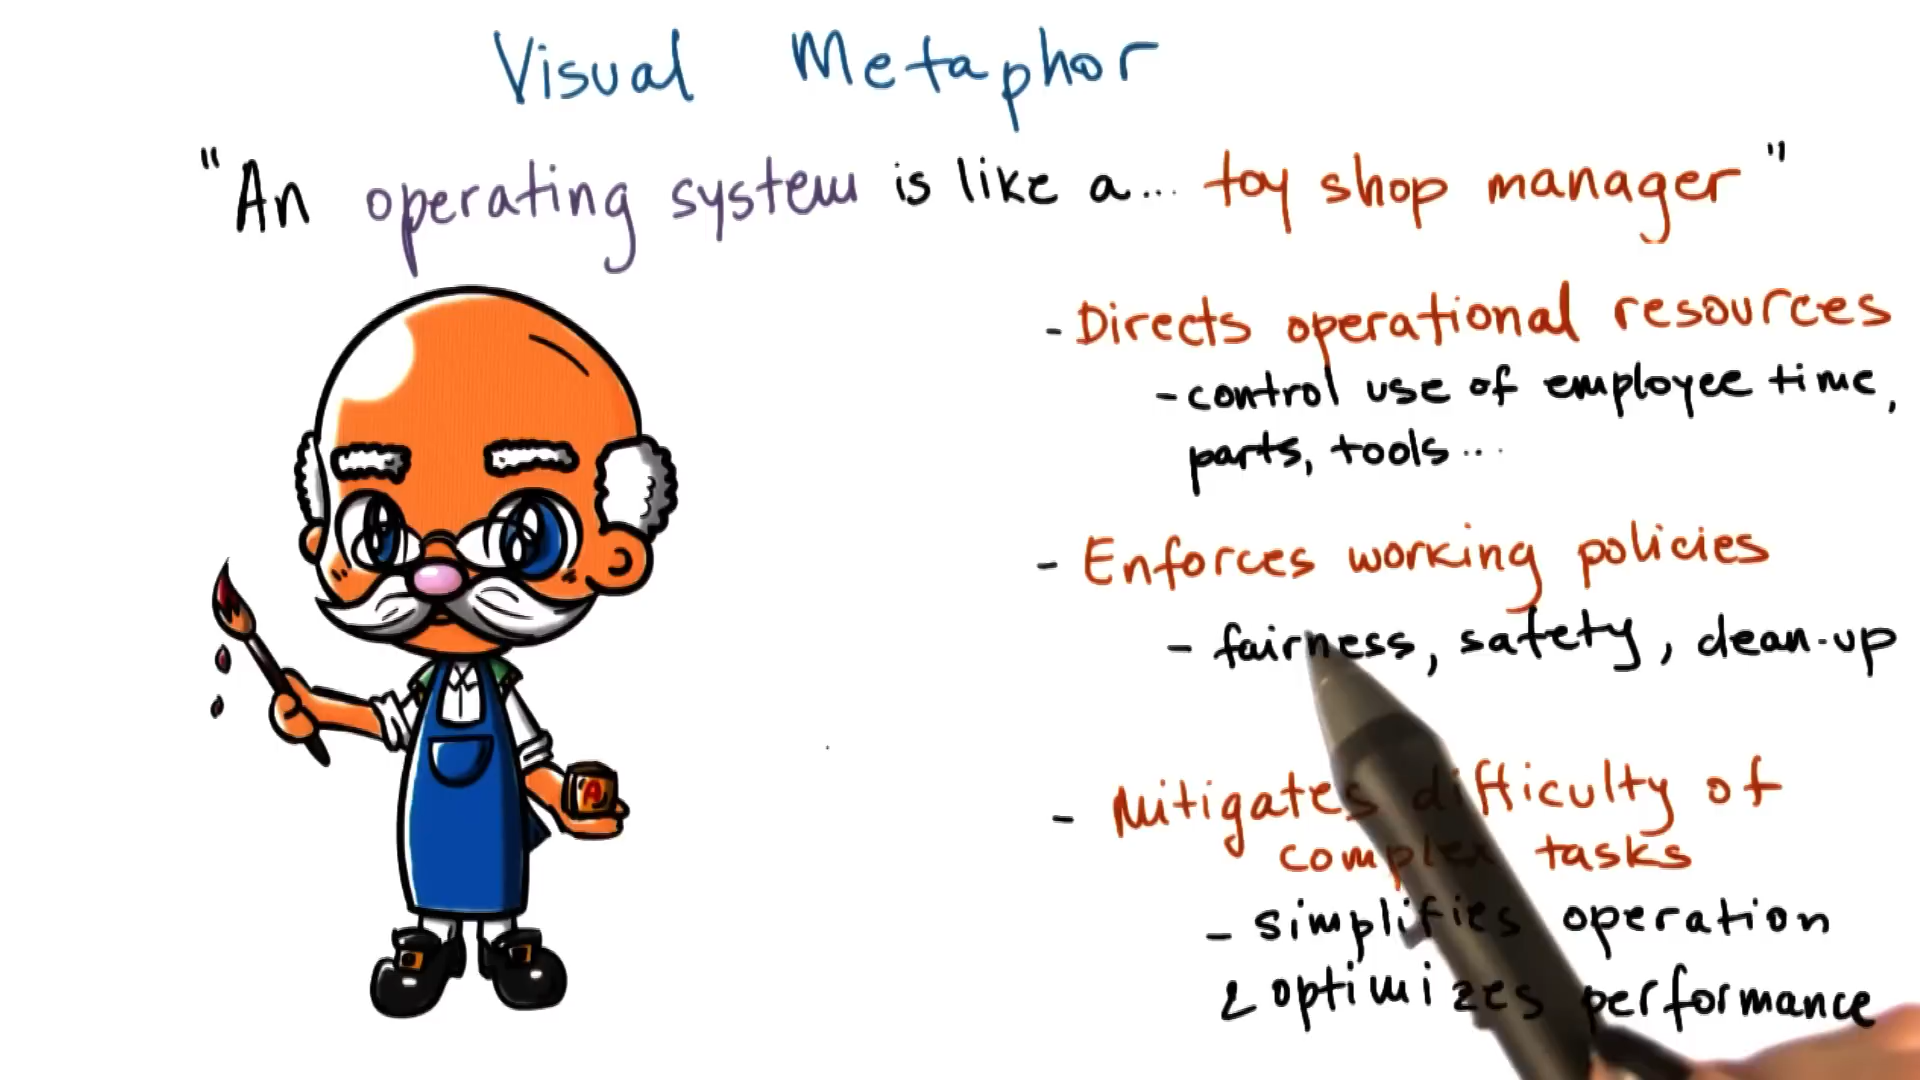 Visual Metaphor
"An operating system is like a... toy shop manager"
- Directs operational resources
- control use of employee time,
parts, tools...
- Enforces working policies
- fairness, safety, clean-up
- Mitigates difficulty of
complex tasks
- simplifies operation
& optimizes performance
A